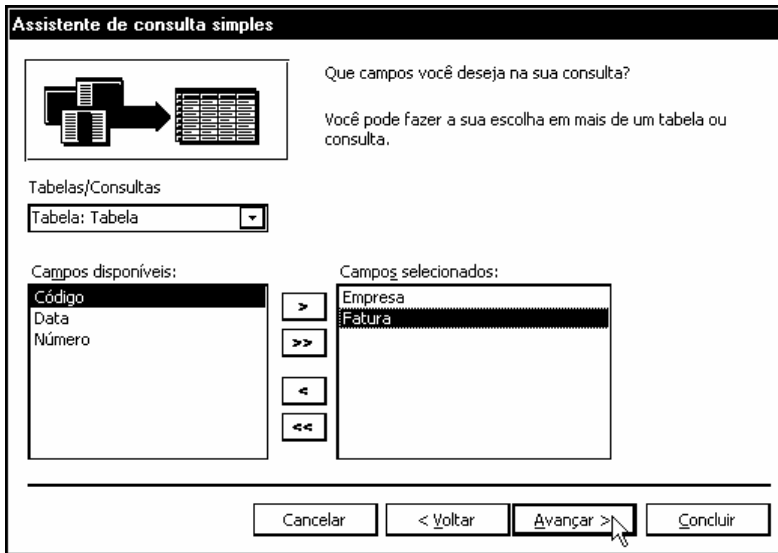 Assistente de consulta simples
Que campos você deseja na sua consulta?
Você pode fazer a sua escolha em mais de um tabela ou
consulta.
Tabelas/Consultas
Tabela: Tabela
Campos disponíveis:
Código
Data
Número
>
>>
<
<<
Campos selecionados:
Empresa
Fatura
Cancelar
< Voltar
Avançar >
Concluir